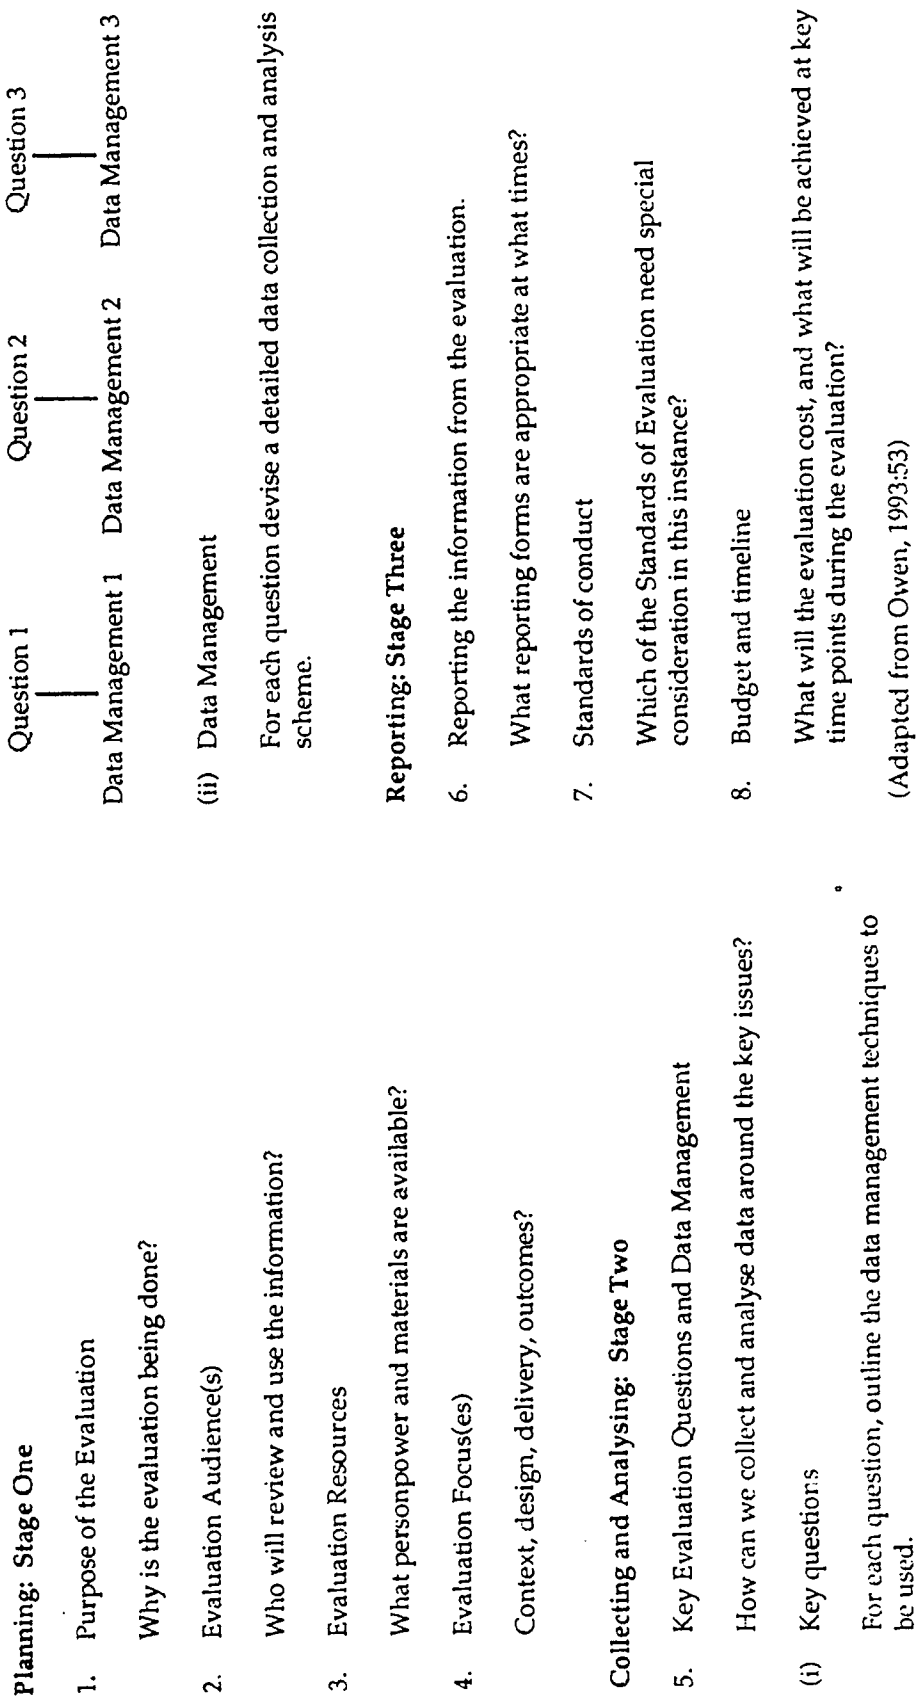 Planning: Stage One
1. Purpose of the Evaluation
Why is the evaluation being done?
2. Evaluation Audience(s)
Who will review and use the information?
3. Evaluation Resources
What personpower and materials are available?
4. Evaluation Focus(es)
Context, design, delivery, outcomes?
Collecting and Analysing: Stage Two
5. Key Evaluation Questions and Data Management
How can we collect and analyse data around the key issues?
(i) Key questions
For each question, outline the data management techniques to
be used.
Question 1 Question 2 Question 3
Data Management 1 Data Management 2 Data Management 3
(ii) Data Management
For each question devise a detailed data collection and analysis
scheme.
Reporting: Stage Three
6. Reporting the information from the evaluation.
What reporting forms are appropriate at what times?
7. Standards of conduct
Which of the Standards of Evaluation need special
consideration in this instance?
8. Budget and timeline
What will the evaluation cost, and what will be achieved at key
time points during the evaluation?
(Adapted from Owen, 1993:53)